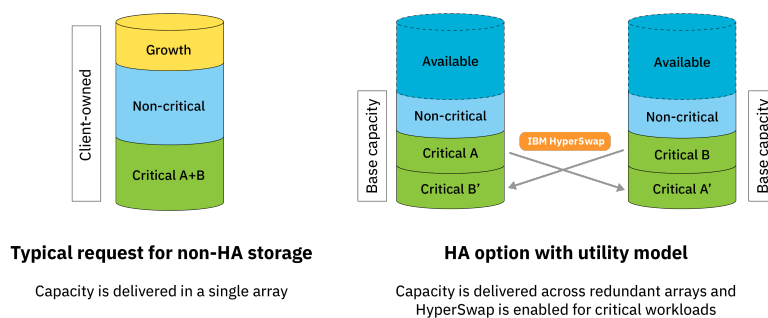 Client-owned
Growth
Non-critical
Critical A+B
Typical request for non-HA storage
Capacity is delivered in a single array
Base capacity
Available
Non-critical
Critical A
Critical B’
IBM HyperSwap
Available
Non-critical
Critical B
Critical A’
Base capacity
HA option with utility model
Capacity is delivered across redundant arrays and
HyperSwap is enabled for critical workloads